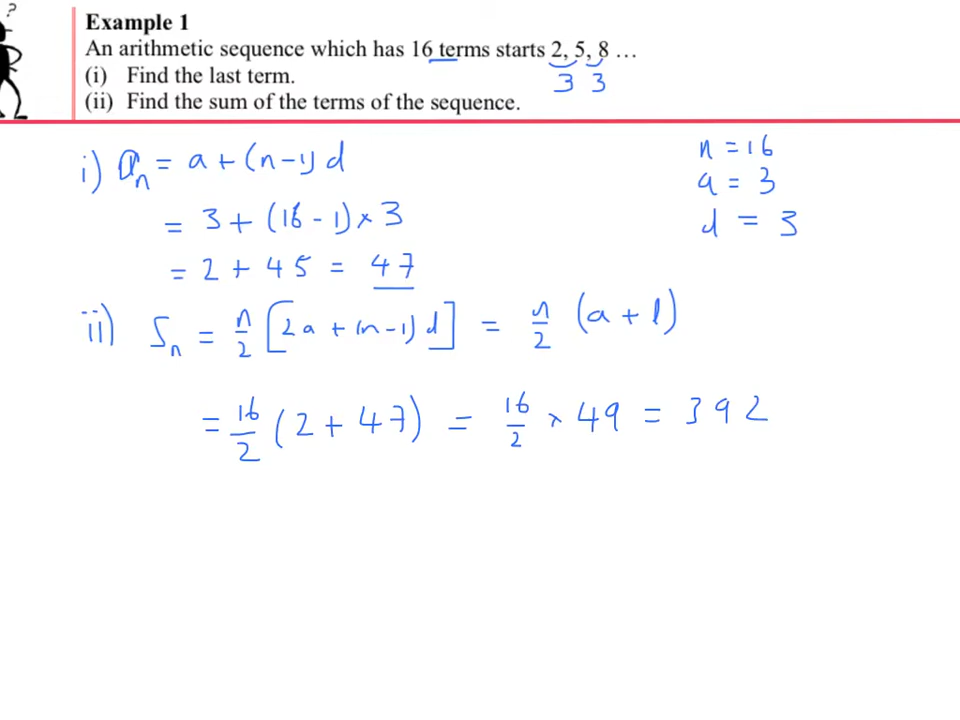 ?
Example 1
An arithmetic sequence which has 16 terms starts 2, 5, 8 …
3 3
(i) Find the last term.
(ii) Find the sum of the terms of the sequence.
n = 16
a = 3
d = 3
i) a_n = a + (n-1) d
= 3 + (16 - 1) × 3
= 2 + 45 = 47
ii) S_n = n/2 [2a + (n-1) d] = n/2 (a + l)
= 16/2 (2 + 47) = 16/2 × 49 = 392